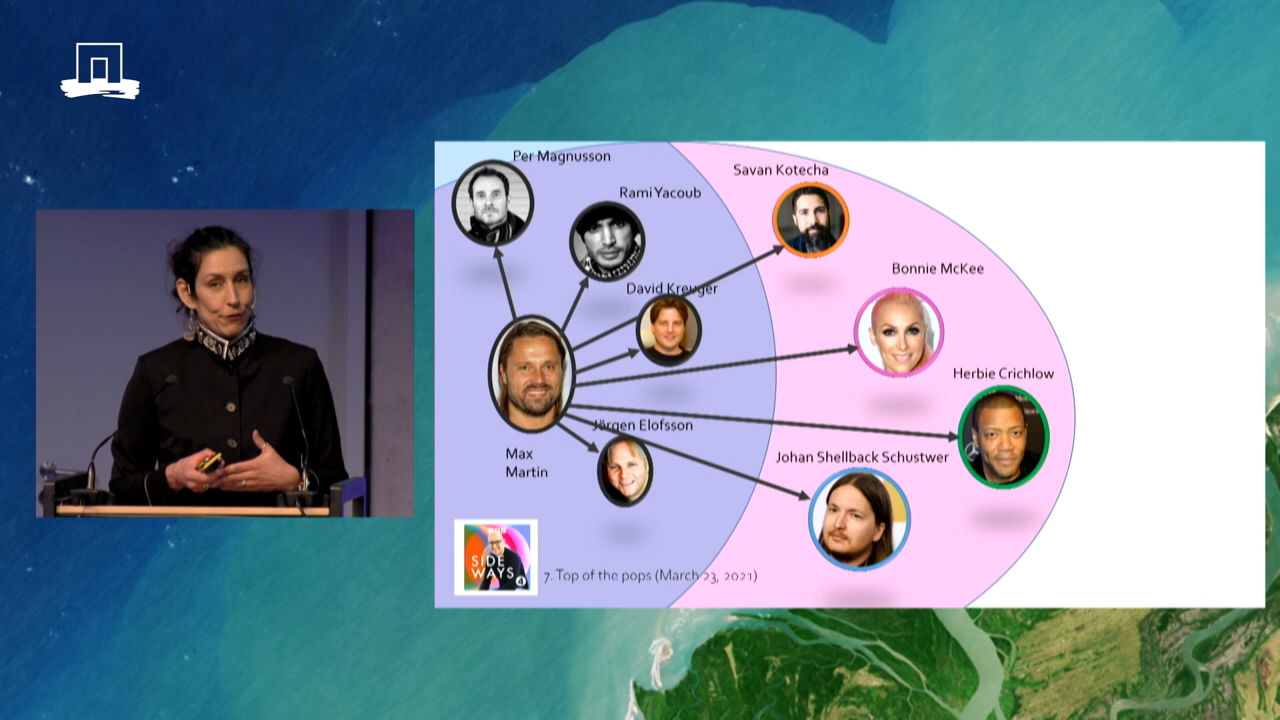 Per Magnusson
Savan Kotecha
Rami Yacoub
Bonnie McKee
David Kreuger
Herbie Crichlow
Jörgen Elofsson
Max
Martin
Johan Shellback Schustwer
SIDE
WAYS
4
7. Top of the pops (March 23, 2021)